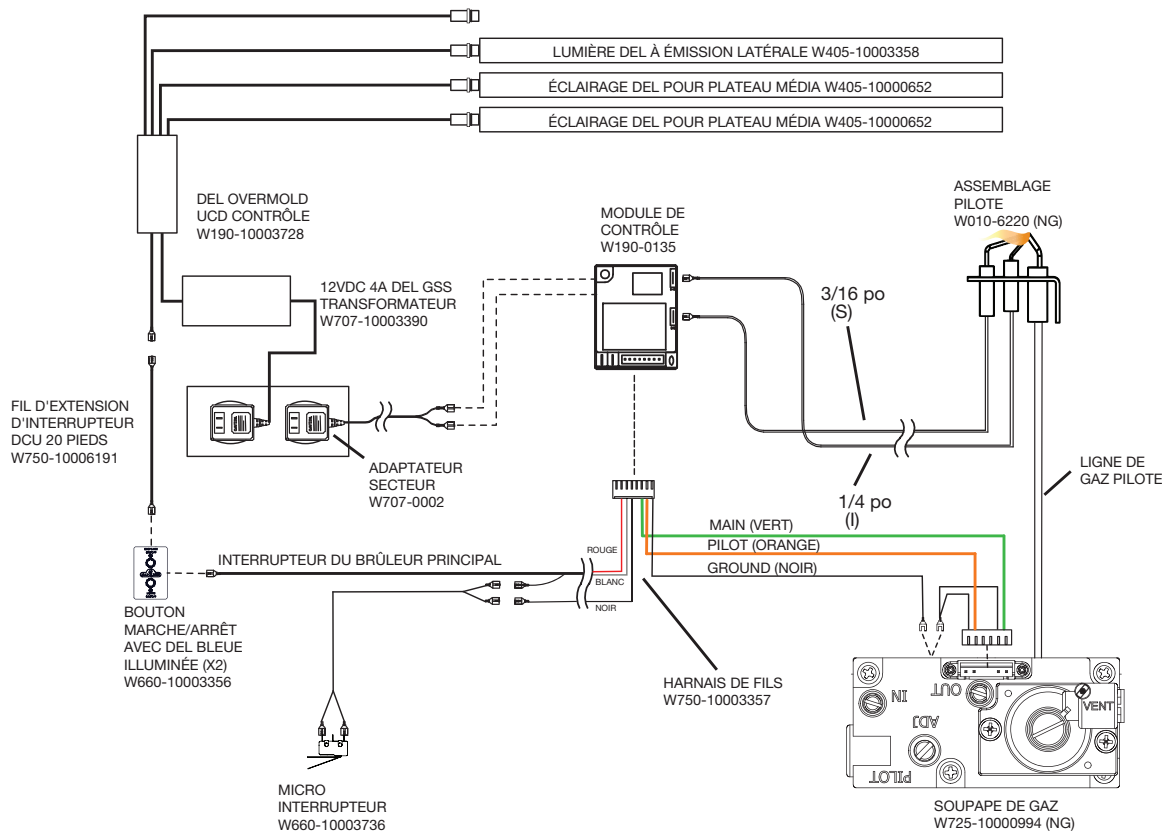 LUMIÈRE DEL À ÉMISSION LATÉRALE W405-10003358
ÉCLAIRAGE DEL POUR PLATEAU MÉDIA W405-10000652
ÉCLAIRAGE DEL POUR PLATEAU MÉDIA W405-10000652
DEL OVERMOLD
UCD CONTRÔLE
W190-10003728
MODULE DE
CONTRÔLE
W190-0135
ASSEMBLAGE
PILOTE
W010-6220 (NG)
12VDC 4A DEL GSS
TRANSFORMATEUR
W707-10003390
3/16 po
(S)
FIL D'EXTENSION
D'INTERRUPTEUR
DCU 20 PIEDS
W750-10006191
ADAPTATEUR
SECTEUR
W707-0002
1/4 po
(I)
LIGNE DE
GAZ PILOTE
MAIN (VERT)
PILOT (ORANGE)
GROUND (NOIR)
INTERRUPTEUR DU BRÛLEUR PRINCIPAL
ROUGE
BLANC
NOIR
BOUTON
MARCHE/ARRÊT
AVEC DEL BLEUE
ILLUMINÉE (X2)
W660-10003356
HARNAIS DE FILS
W750-10003357
IN
OUT
ADJ
PILOT
VENT
MICRO
INTERRUPTEUR
W660-10003736
SOUPAPE DE GAZ
W725-10000994 (NG)